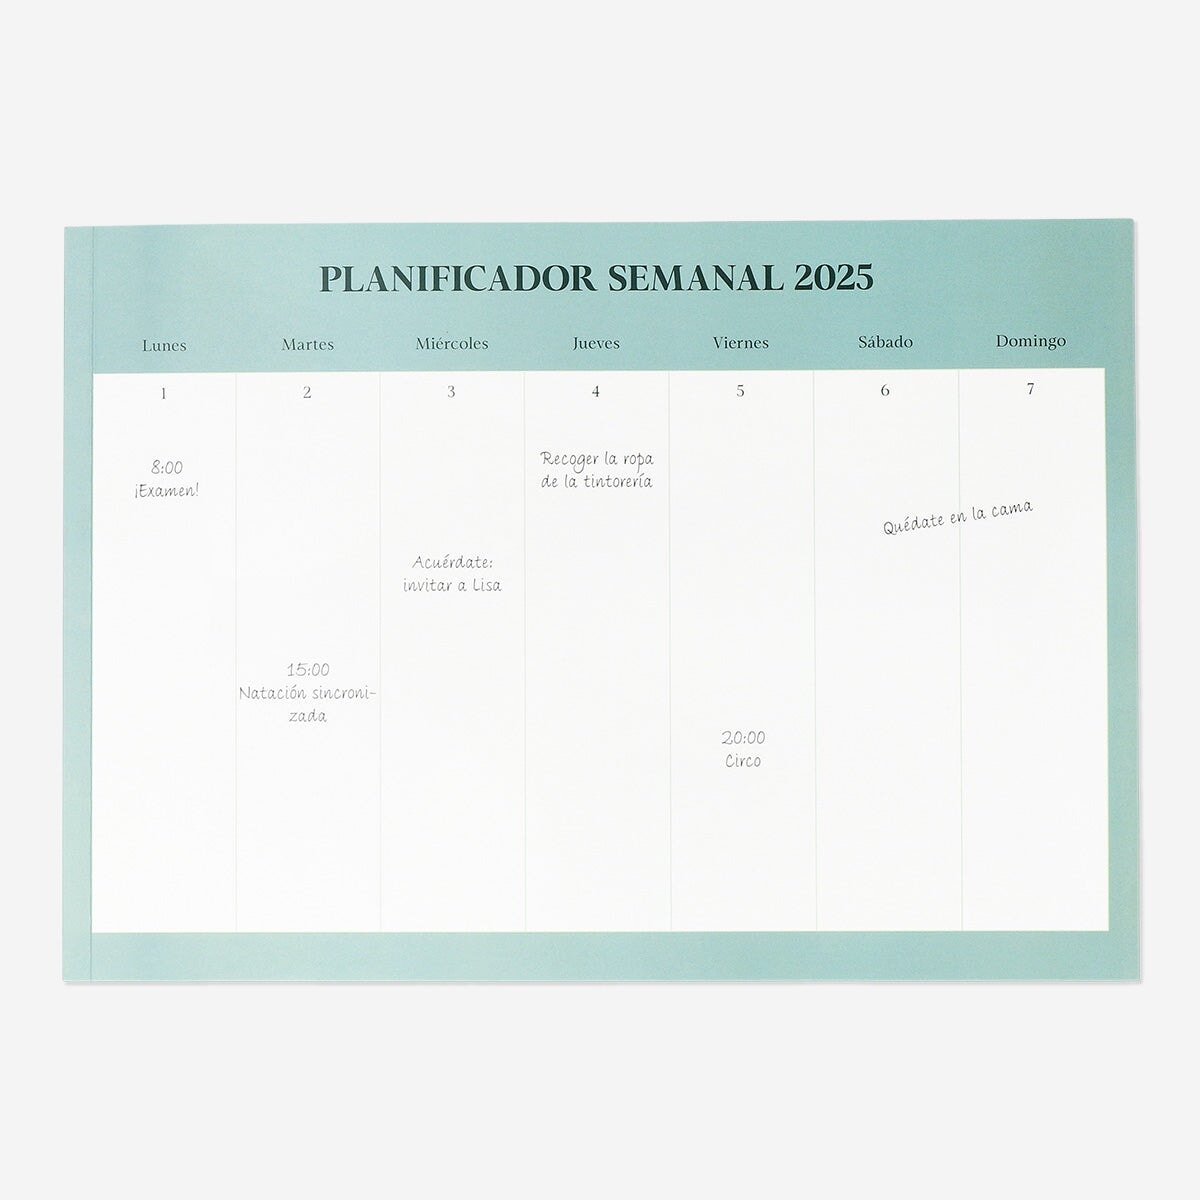 PLANIFICADOR SEMANAL 2025
Lunes Martes Miércoles Jueves Viernes Sábado Domingo
1 2 3 4 5 6 7
8:00
¡Examen!
15:00
Natación sincroni-
zada
Acuérdate:
invitar a Lisa
Recoger la ropa
de la tintorería
20:00
Circo
Quédate en la cama